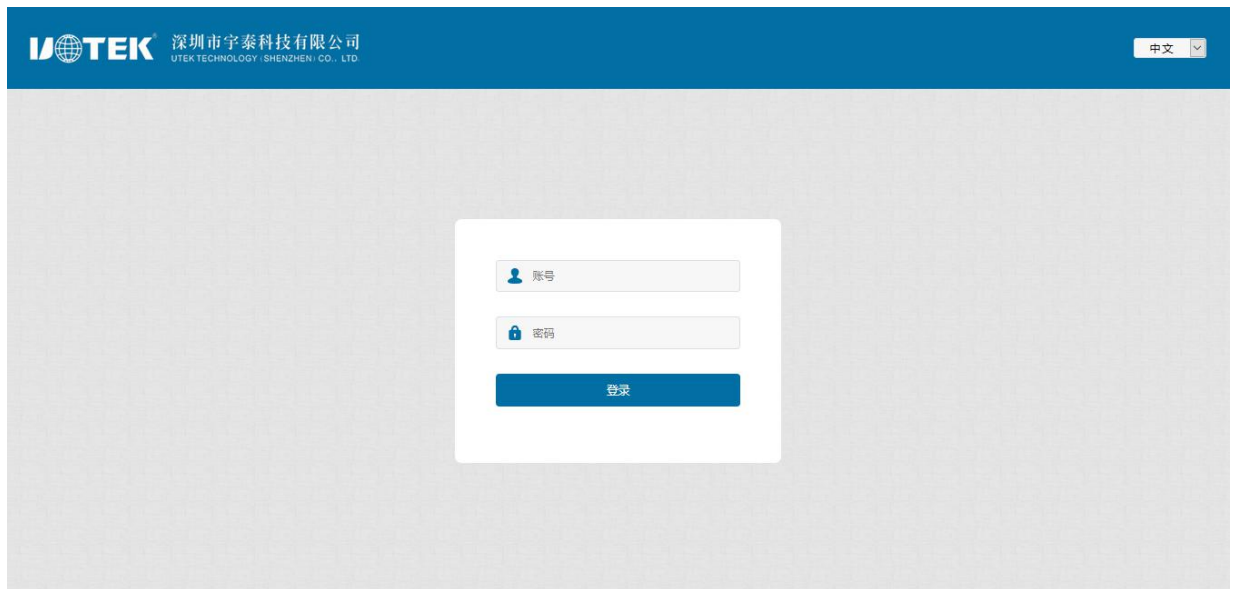 UOTEK®
深圳市宇泰科技有限公司
UTEK TECHNOLOGY (SHENZHEN) CO., LTD.
中文
账号
密码
登录